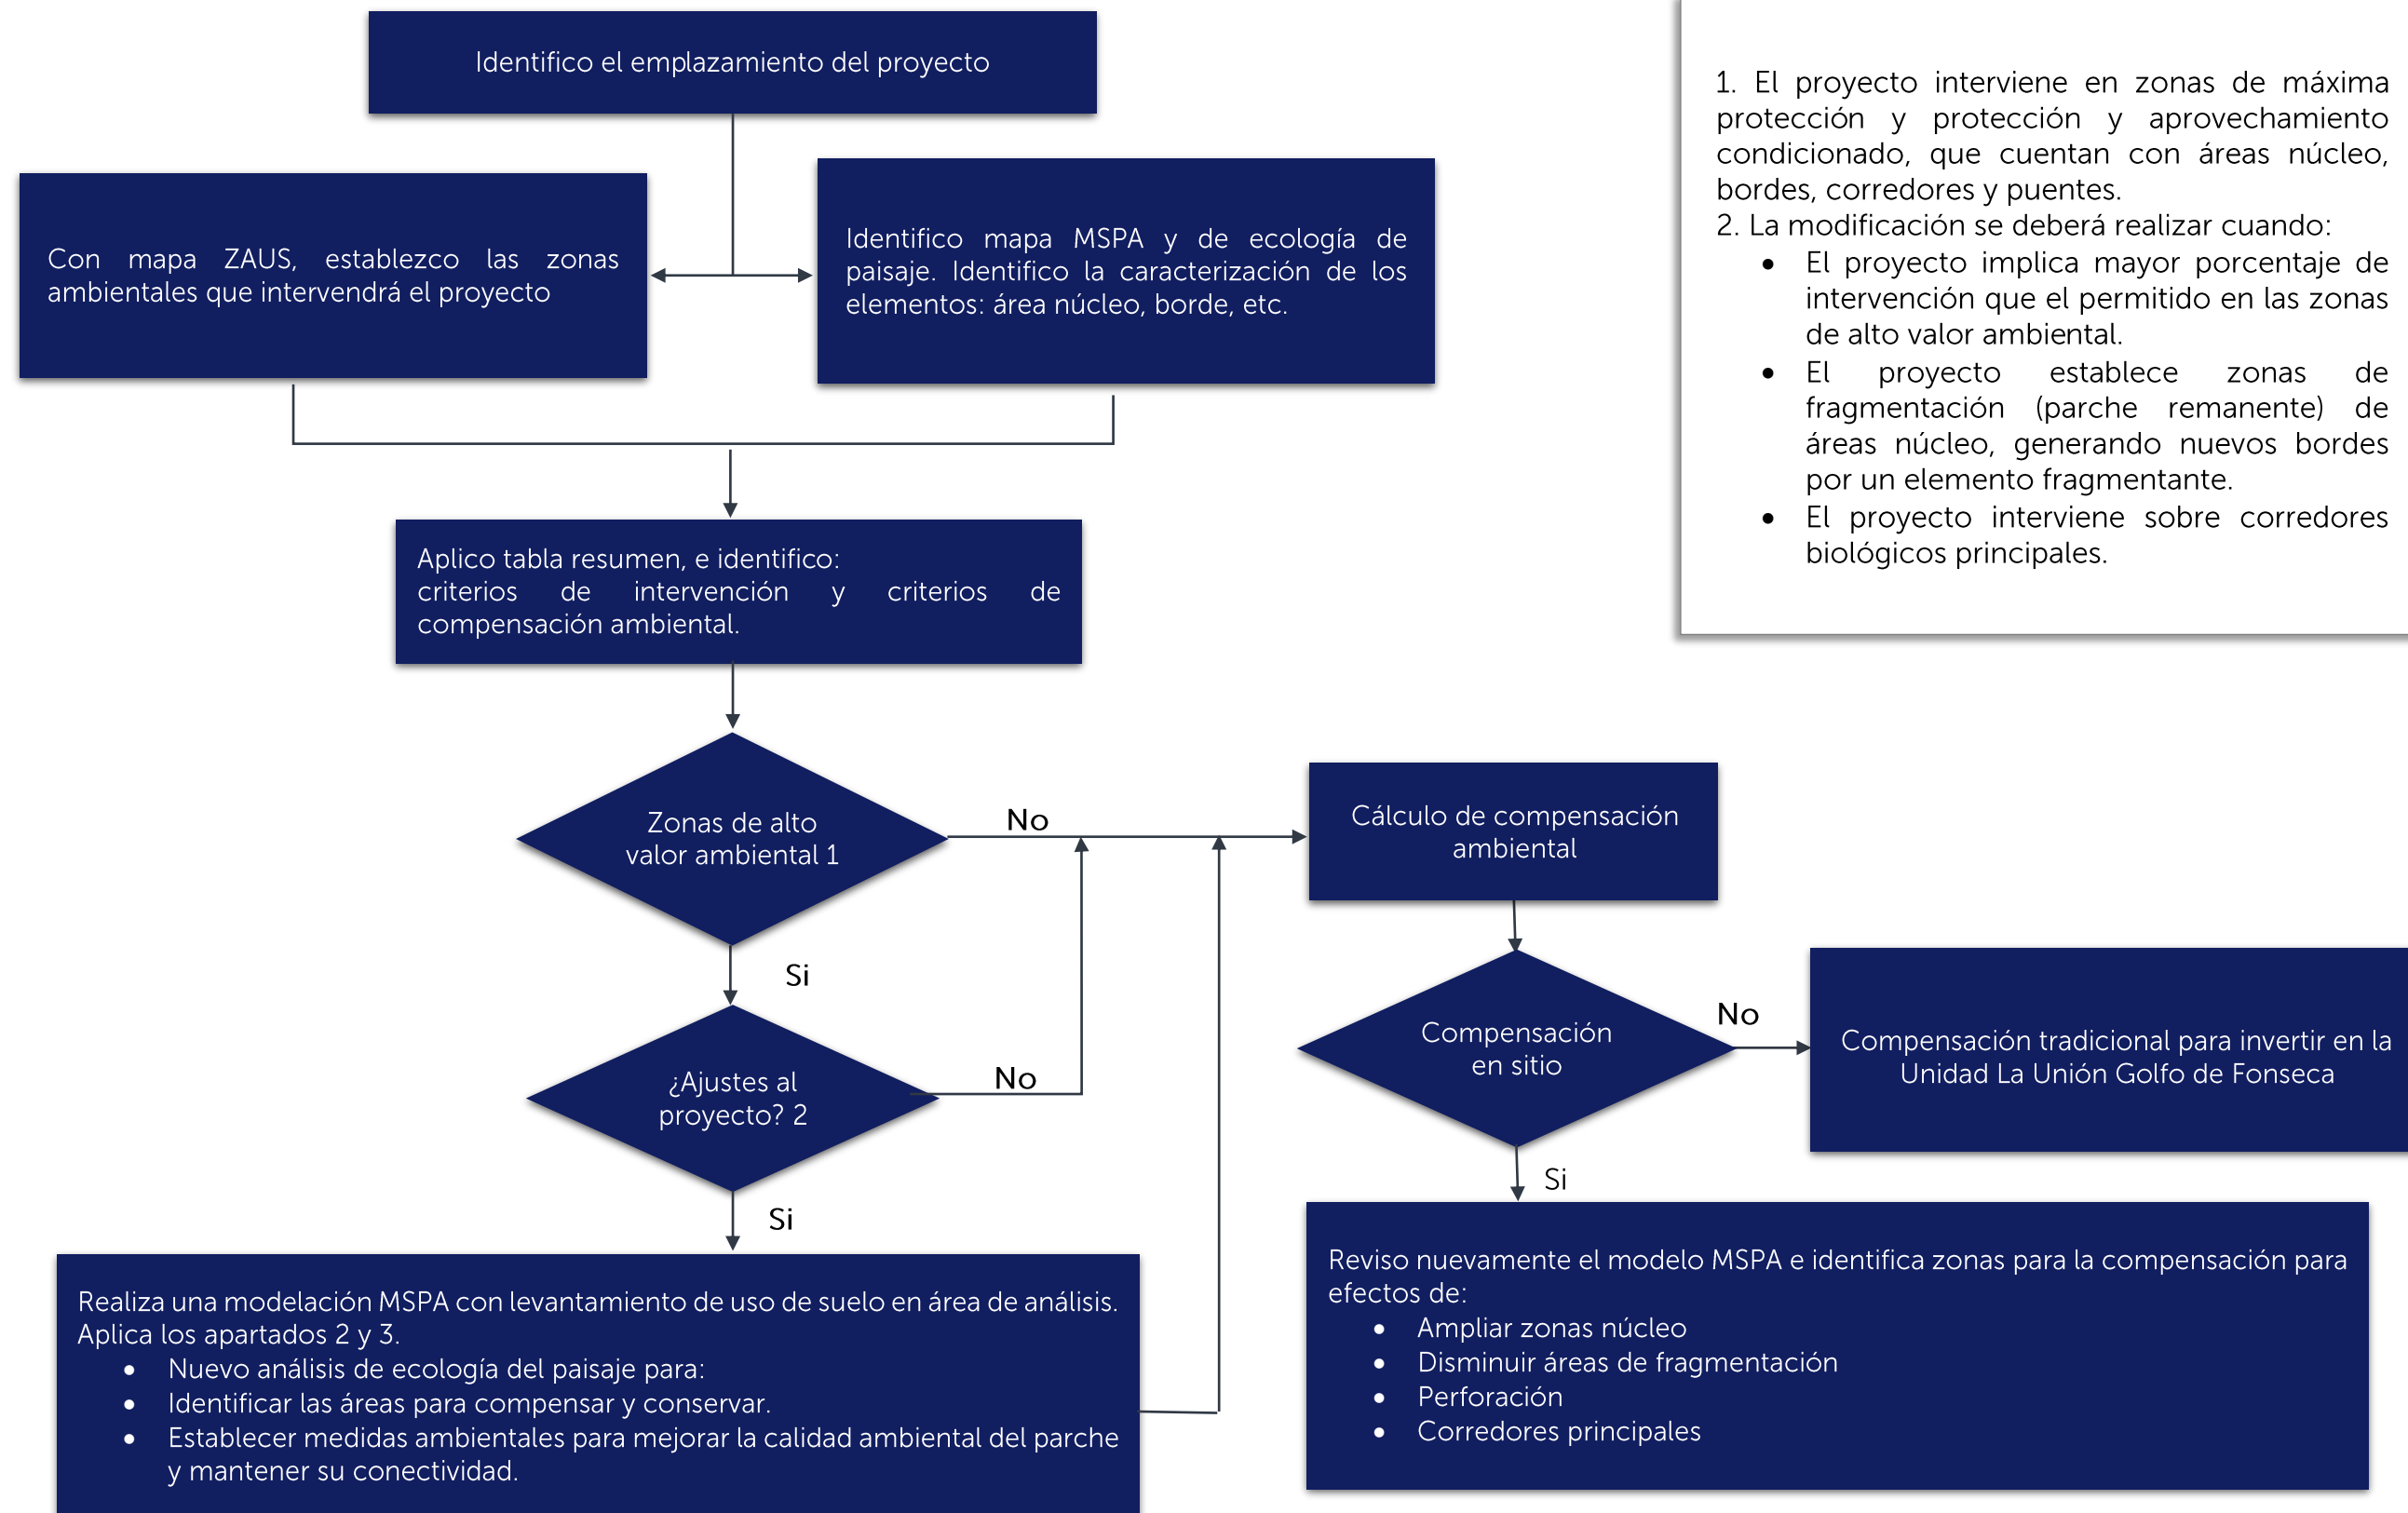 Identifico el emplazamiento del proyecto
Con mapa ZAUS, establezco las zonas
ambientales que intervendrá el proyecto
Identifico mapa MSPA y de ecología de
paisaje. Identifico la caracterización de los
elementos: área núcleo, borde, etc.
1. El proyecto interviene en zonas de máxima
protección y protección y aprovechamiento
condicionado, que cuentan con áreas núcleo,
bordes, corredores y puentes.
2. La modificación se deberá realizar cuando:
• El proyecto implica mayor porcentaje de
intervención que el permitido en las zonas
de alto valor ambiental.
• El proyecto establece zonas de
fragmentación (parche remanente) de
áreas núcleo, generando nuevos bordes
por un elemento fragmentante.
• El proyecto interviene sobre corredores
biológicos principales.
Aplico tabla resumen, e identifico:
criterios de intervención y criterios de
compensación ambiental.
Zonas de alto
valor ambiental 1
No
Si
¿Ajustes al
proyecto? 2
No
Si
Realiza una modelación MSPA con levantamiento de uso de suelo en área de análisis.
Aplica los apartados 2 y 3.
• Nuevo análisis de ecología del paisaje para:
• Identificar las áreas para compensar y conservar.
• Establecer medidas ambientales para mejorar la calidad ambiental del parche
y mantener su conectividad.
Cálculo de compensación
ambiental
Compensación
en sitio
No
Compensación tradicional para invertir en la
Unidad La Unión Golfo de Fonseca
Si
Reviso nuevamente el modelo MSPA e identifica zonas para la compensación para
efectos de:
• Ampliar zonas núcleo
• Disminuir áreas de fragmentación
• Perforación
• Corredores principales